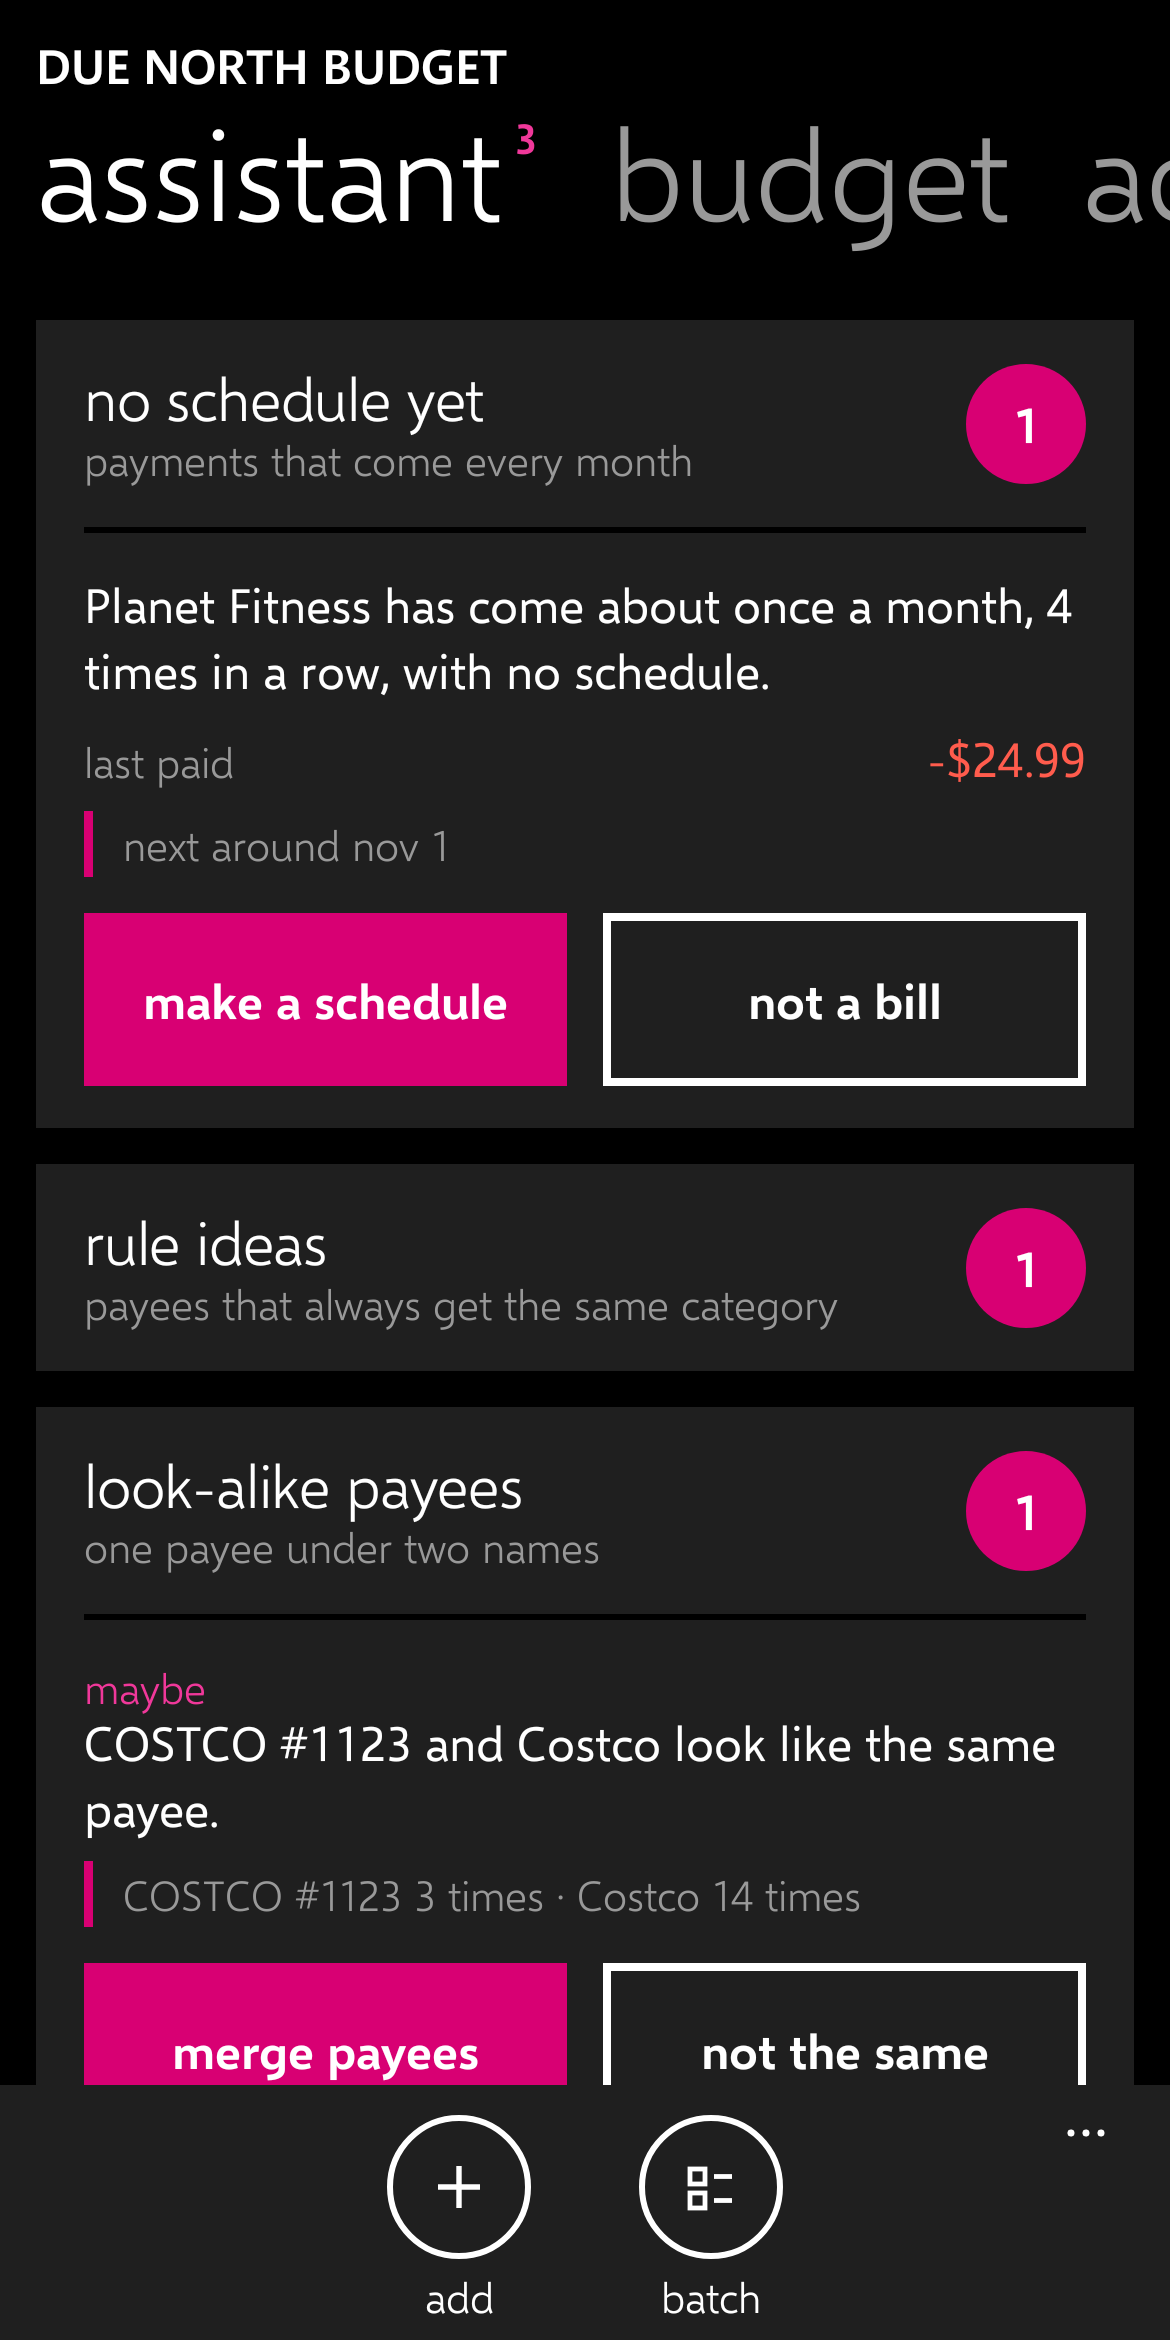 DUE NORTH BUDGET
assistant 3 budget ac
no schedule yet
payments that come every month
1
Planet Fitness has come about once a month, 4
times in a row, with no schedule.
last paid -$24.99
next around nov 1
make a schedule not a bill
rule ideas
payees that always get the same category
1
look-alike payees
one payee under two names
1
maybe
COSTCO #1123 and Costco look like the same
payee.
COSTCO #1123 3 times · Costco 14 times
merge payees not the same
...
add batch